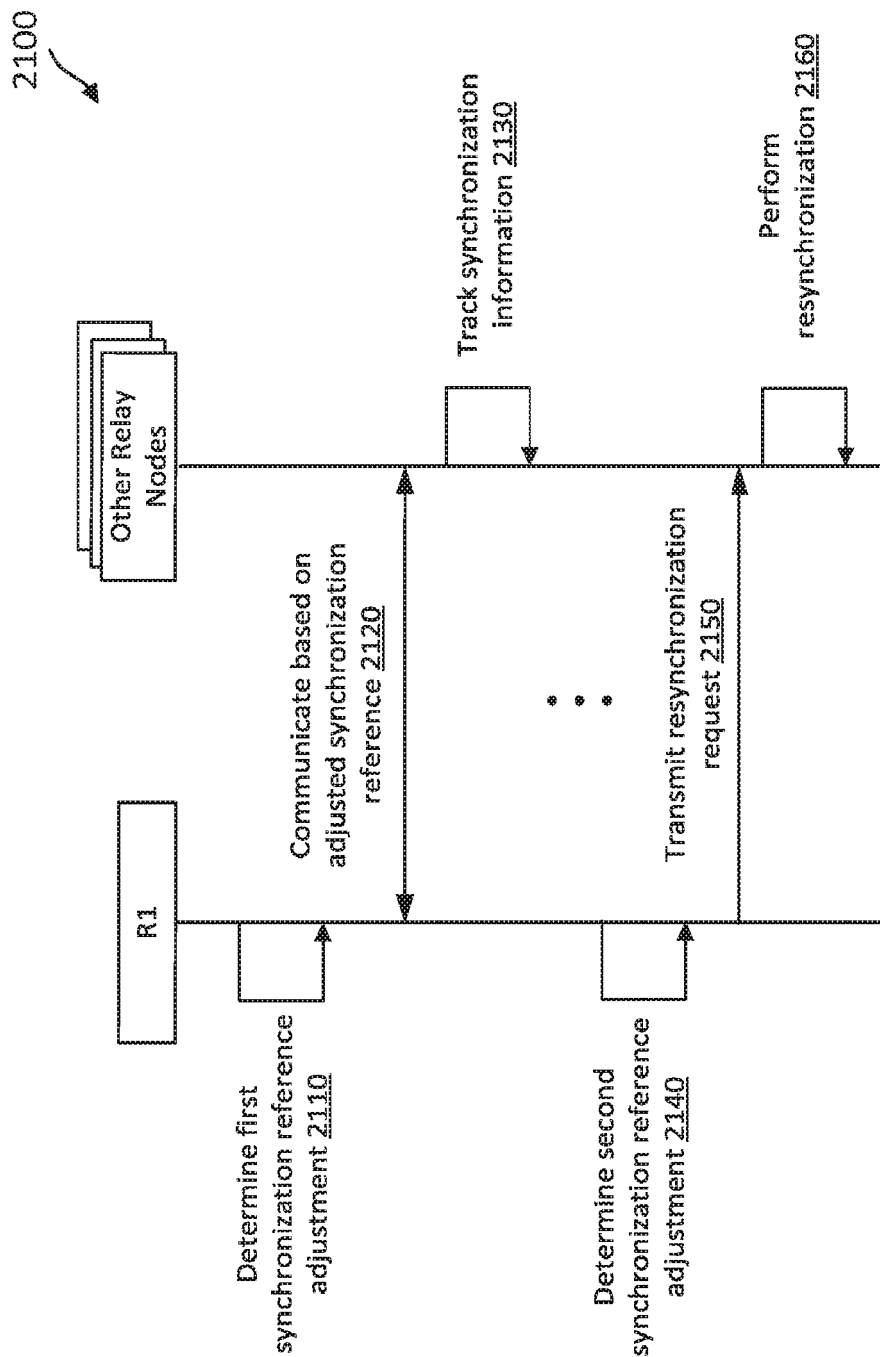 2100
R1
Other Relay
Nodes
Determine first
synchronization reference
adjustment 2110
Communicate based on
adjusted synchronization
reference 2120
Track synchronization
information 2130
Determine second
synchronization reference
adjustment 2140
Transmit resynchronization
request 2150
Perform
resynchronization 2160